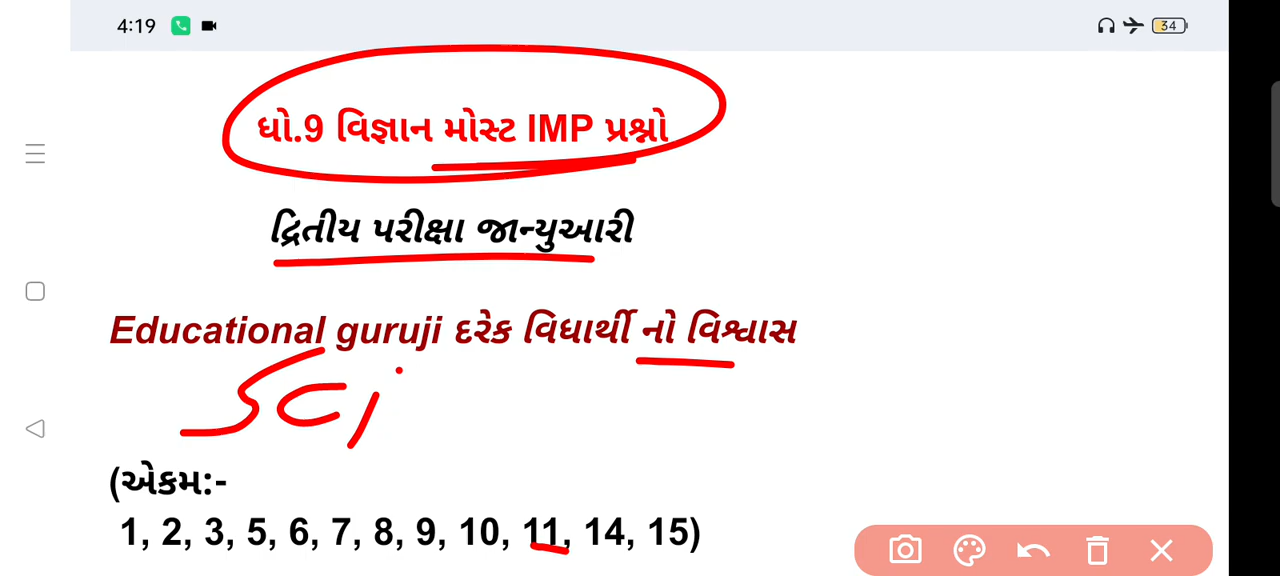 4:19
34
ધો.9 વિજ્ઞાન મોસ્ટ IMP પ્રશ્નો
દ્રિતીય પરીક્ષા જાન્યુઆરી
Educational guruji દરેક વિધાર્થી નો વિશ્વાસ
Sci
(એકમ:-
1, 2, 3, 5, 6, 7, 8, 9, 10, 11, 14, 15)